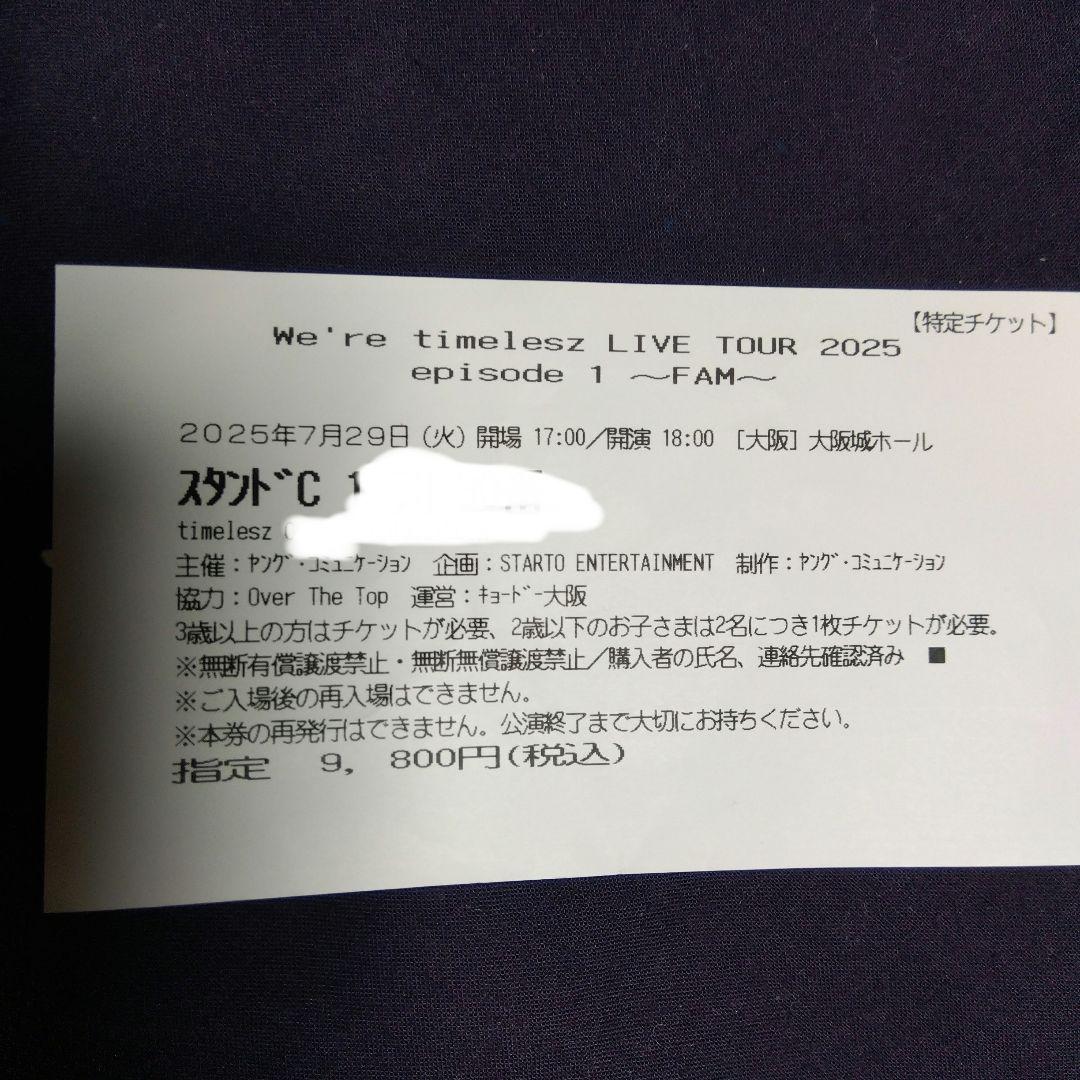 【特定チケット】
We're timelesz LIVE TOUR 2025
episode 1 ～FAM～
2025年7月29日（火）開場 17:00／開演 18:00 ［大阪］大阪城ホール
ｽﾀﾝﾄﾞC 1
timelesz
主催：ﾔﾝｸﾞ・ｺﾐｭﾆｹｰｼｮﾝ 企画：STARTO ENTERTAINMENT 制作：ﾔﾝｸﾞ・ｺﾐｭﾆｹｰｼｮﾝ
協力：Over The Top 運営：ｷｮｰﾄﾞｰ大阪
3歳以上の方はチケットが必要、2歳以下のお子さまは2名につき1枚チケットが必要。
※無断有償譲渡禁止・無断無償譲渡禁止／購入者の氏名、連絡先確認済み ■
※ご入場後の再入場はできません。
※本券の再発行はできません。公演終了まで大切にお持ちください。
指定 9, 800円(税込)